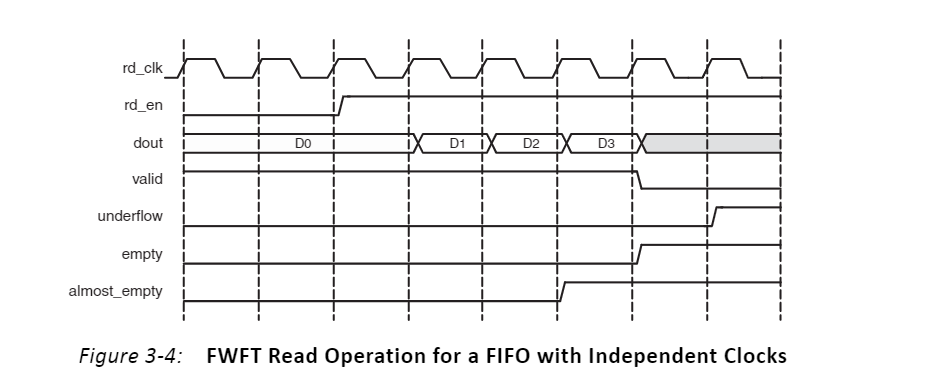 rd_clk
rd_en
dout D0 D1 D2 D3
valid
underflow
empty
almost_empty
Figure 3-4: FWFT Read Operation for a FIFO with Independent Clocks